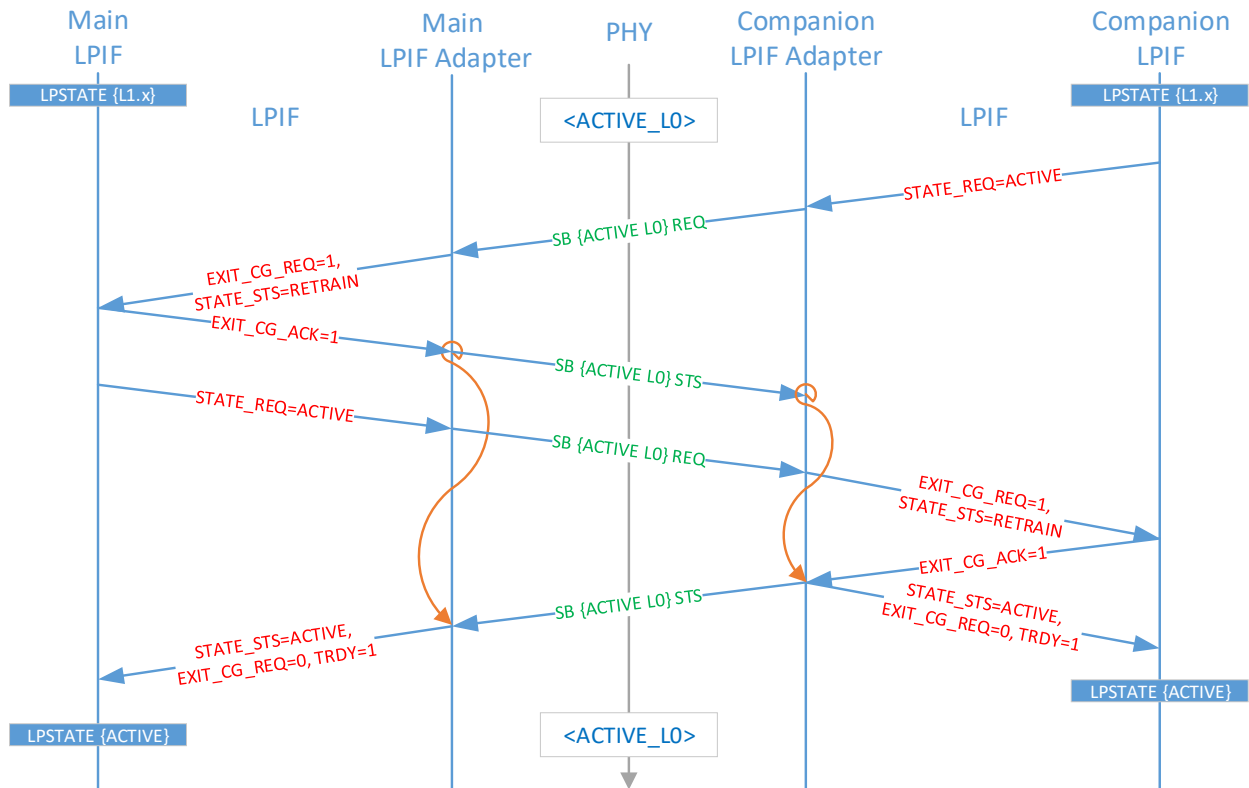 Main
LPIF
Main
LPIF Adapter
PHY
Companion
LPIF Adapter
Companion
LPIF
LPSTATE {L1.x}
LPSTATE {L1.x}
LPIF
<ACTIVE_L0>
LPIF
STATE_REQ=ACTIVE
SB {ACTIVE L0} REQ
EXIT_CG_REQ=1,
STATE_STS=RETRAIN
EXIT_CG_ACK=1
SB {ACTIVE L0} STS
STATE_REQ=ACTIVE
SB {ACTIVE L0} REQ
EXIT_CG_REQ=1,
STATE_STS=RETRAIN
EXIT_CG_ACK=1
SB {ACTIVE L0} STS
STATE_STS=ACTIVE,
EXIT_CG_REQ=0, TRDY=1
STATE_STS=ACTIVE,
EXIT_CG_REQ=0, TRDY=1
LPSTATE {ACTIVE}
LPSTATE {ACTIVE}
<ACTIVE_L0>